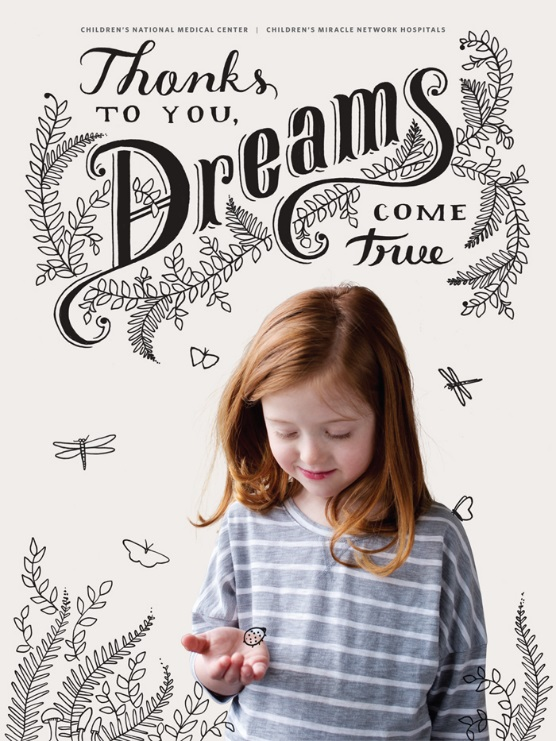 CHILDREN'S NATIONAL MEDICAL CENTER | CHILDREN'S MIRACLE NETWORK HOSPITALS
Thanks
TO YOU,
Dreams
COME
True